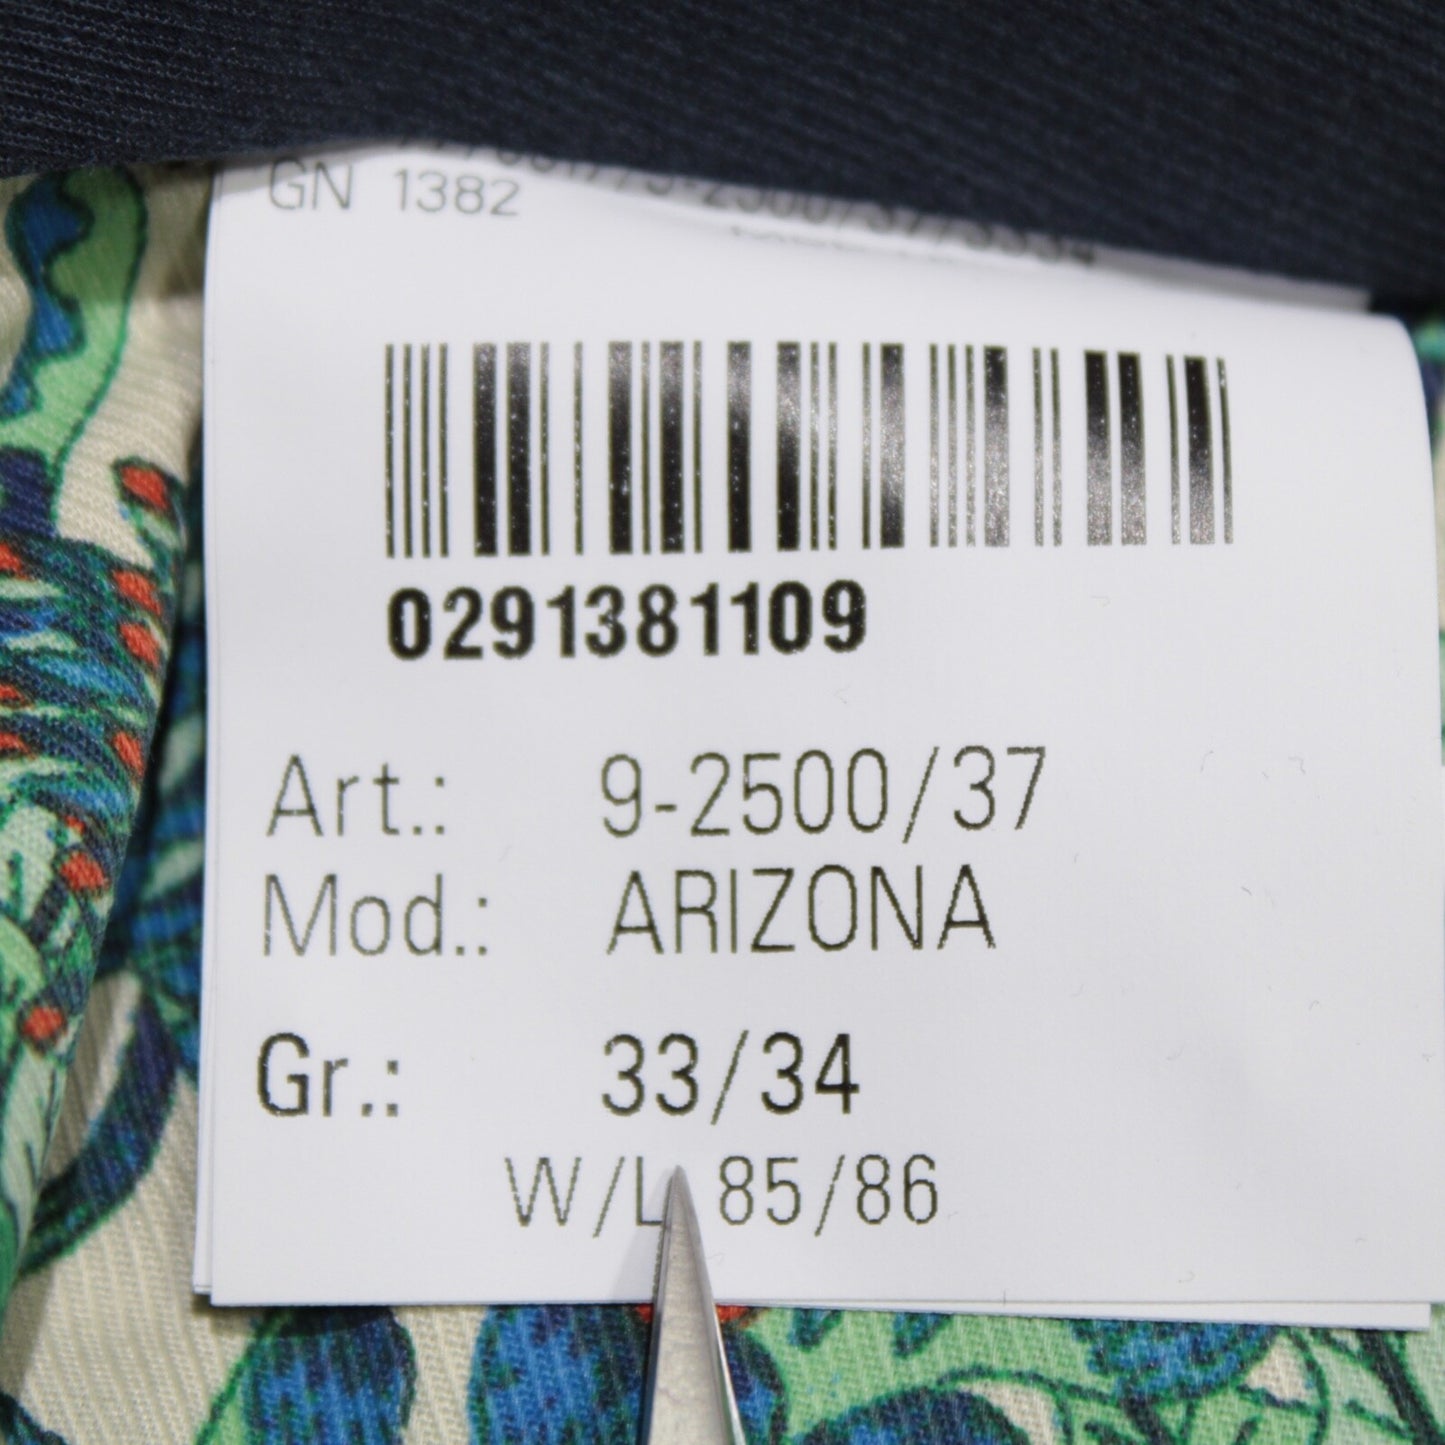 GN 1382
0291381109
Art.: 9-2500/37
Mod.: ARIZONA
Gr.: 33/34
W/L 85/86